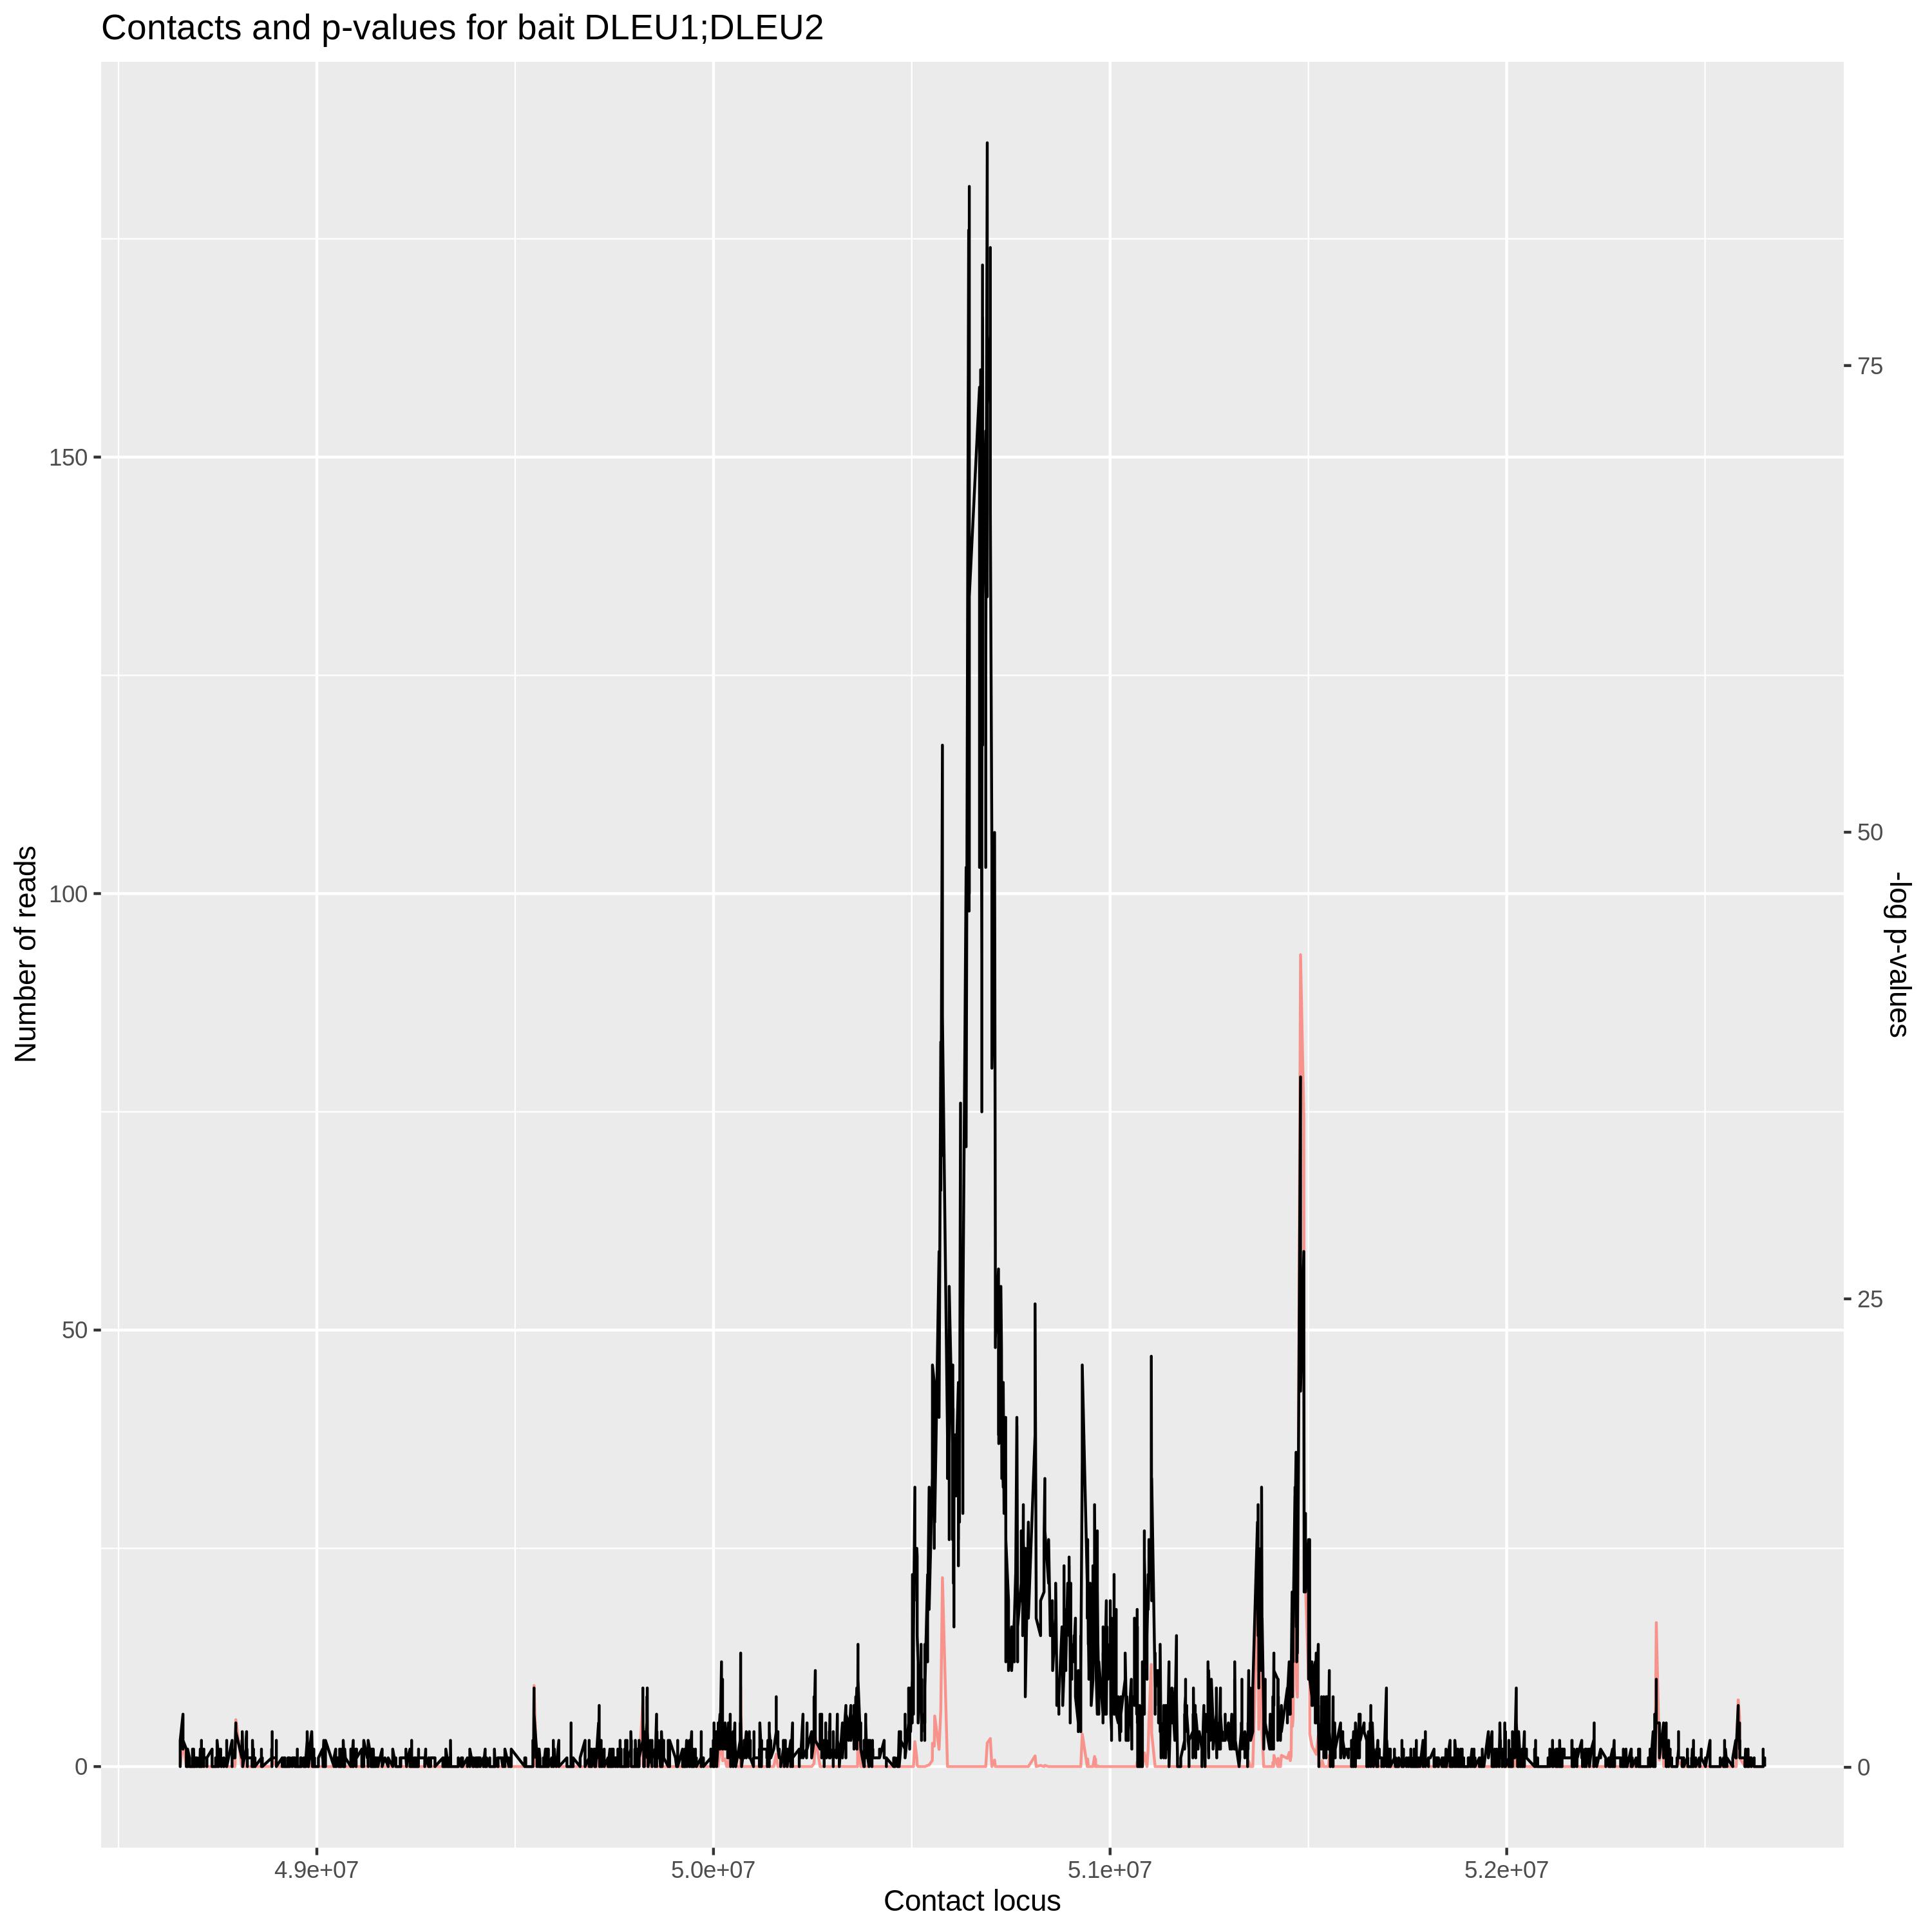 Contacts and p-values for bait DLEU1;DLEU2
Number of reads
150
100
50
0
75
50
25
0
-log p-values
4.9e+07 5.0e+07 5.1e+07 5.2e+07
Contact locus